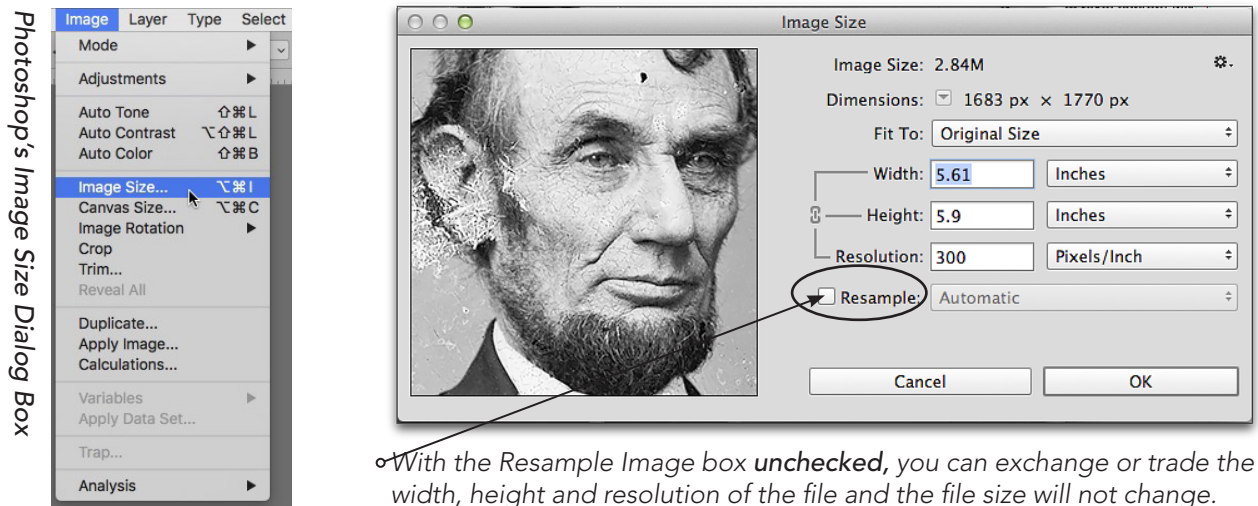 Photoshop's Image Size Dialog Box
Image Layer Type Select
Mode
Adjustments
Auto Tone ⇧⌘L
Auto Contrast ⌥⇧⌘L
Auto Color ⇧⌘B
Image Size... ⌥⌘I
Canvas Size... ⌥⌘C
Image Rotation
Crop
Trim...
Reveal All
Duplicate...
Apply Image...
Calculations...
Variables
Apply Data Set...
Trap...
Analysis
Image Size
Image Size: 2.84M
Dimensions: 1683 px × 1770 px
Fit To: Original Size
Width: 5.61 Inches
Height: 5.9 Inches
Resolution: 300 Pixels/Inch
Resample: Automatic
Cancel OK
With the Resample Image box unchecked, you can exchange or trade the
width, height and resolution of the file and the file size will not change.